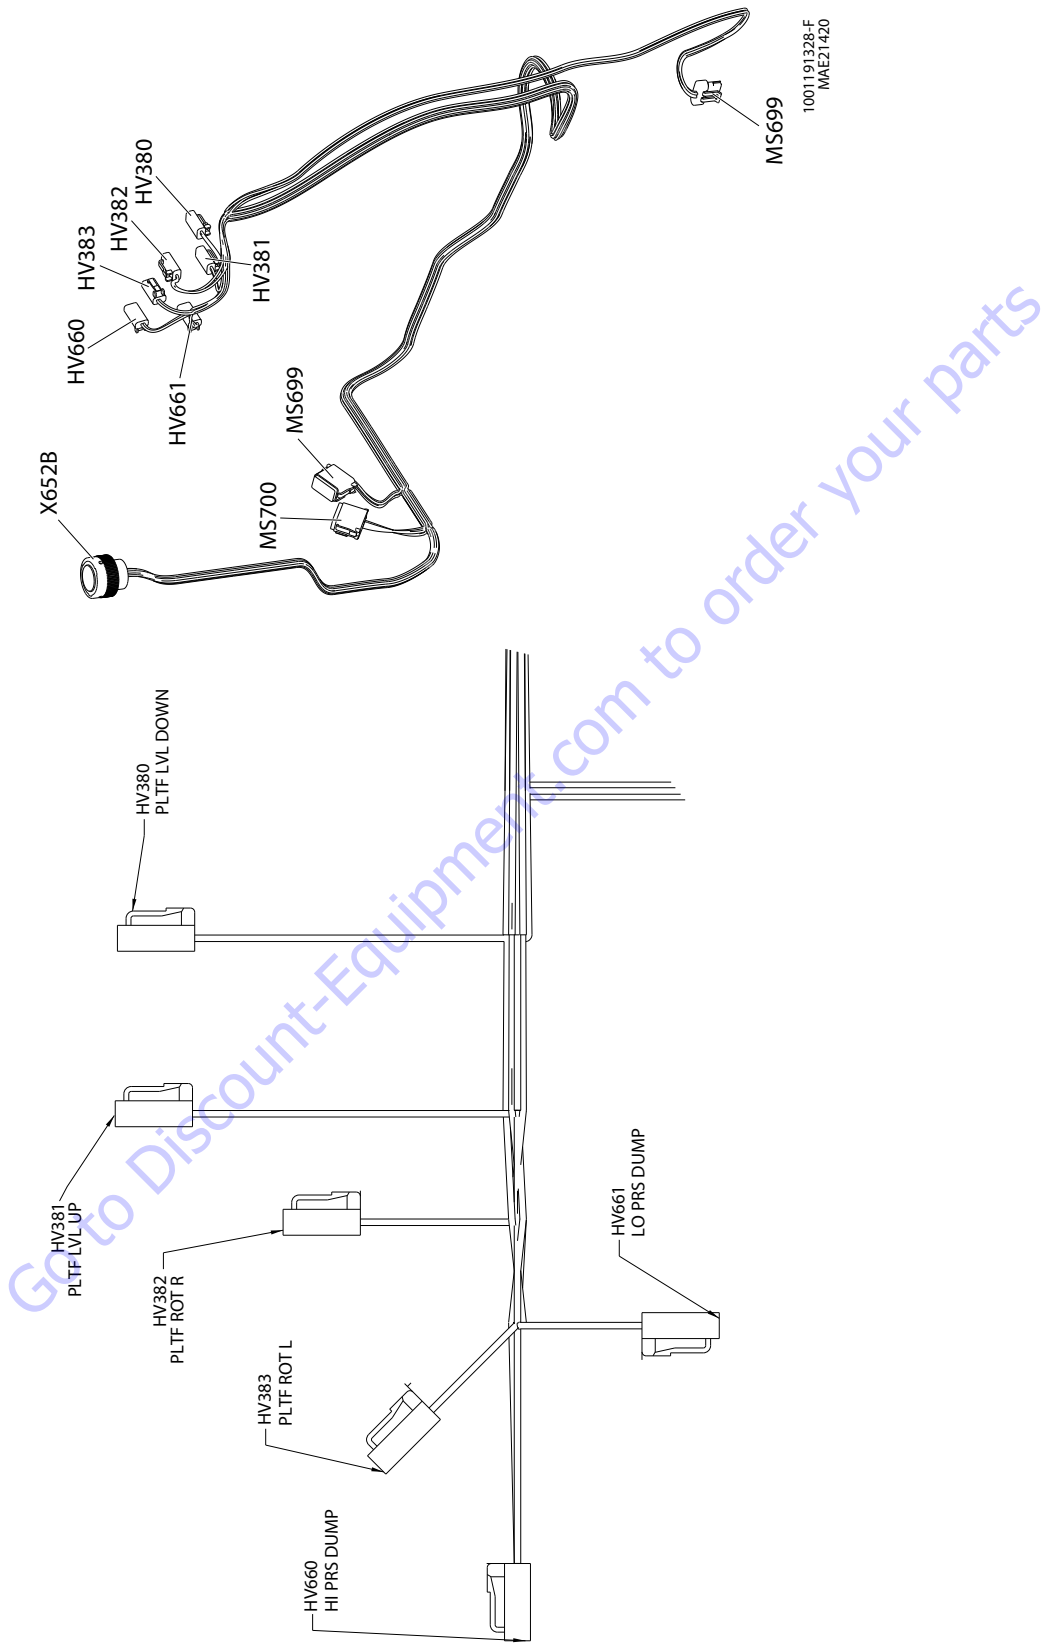 X652B
HV660
HV383
HV382
HV380
HV661
HV381
MS700
MS699
MS699
1001191328-F
MAE21420
HV660
HI PRS DUMP
HV383
PLTF ROT L
HV382
PLTF ROT R
HV381
PLTF LVL UP
HV380
PLTF LVL DOWN
HV661
LO PRS DUMP
Go to Discount-Equipment.com to order your parts